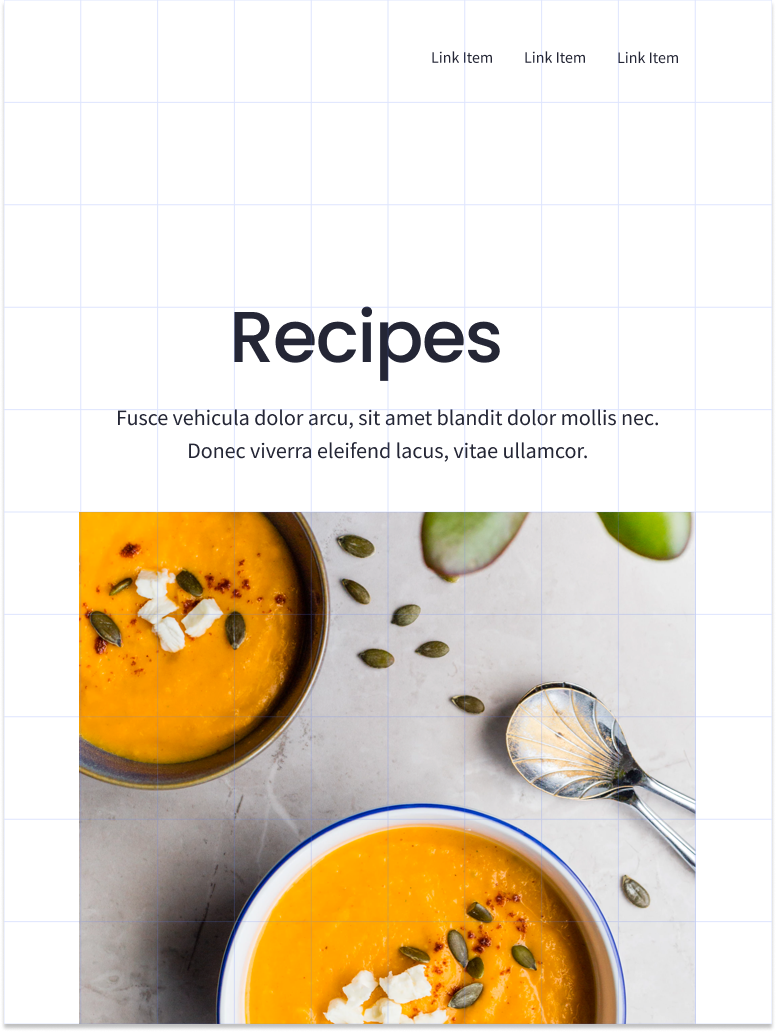 Link Item Link Item Link Item
Recipes
Fusce vehicula dolor arcu, sit amet blandit dolor mollis nec.
Donec viverra eleifend lacus, vitae ullamcor.